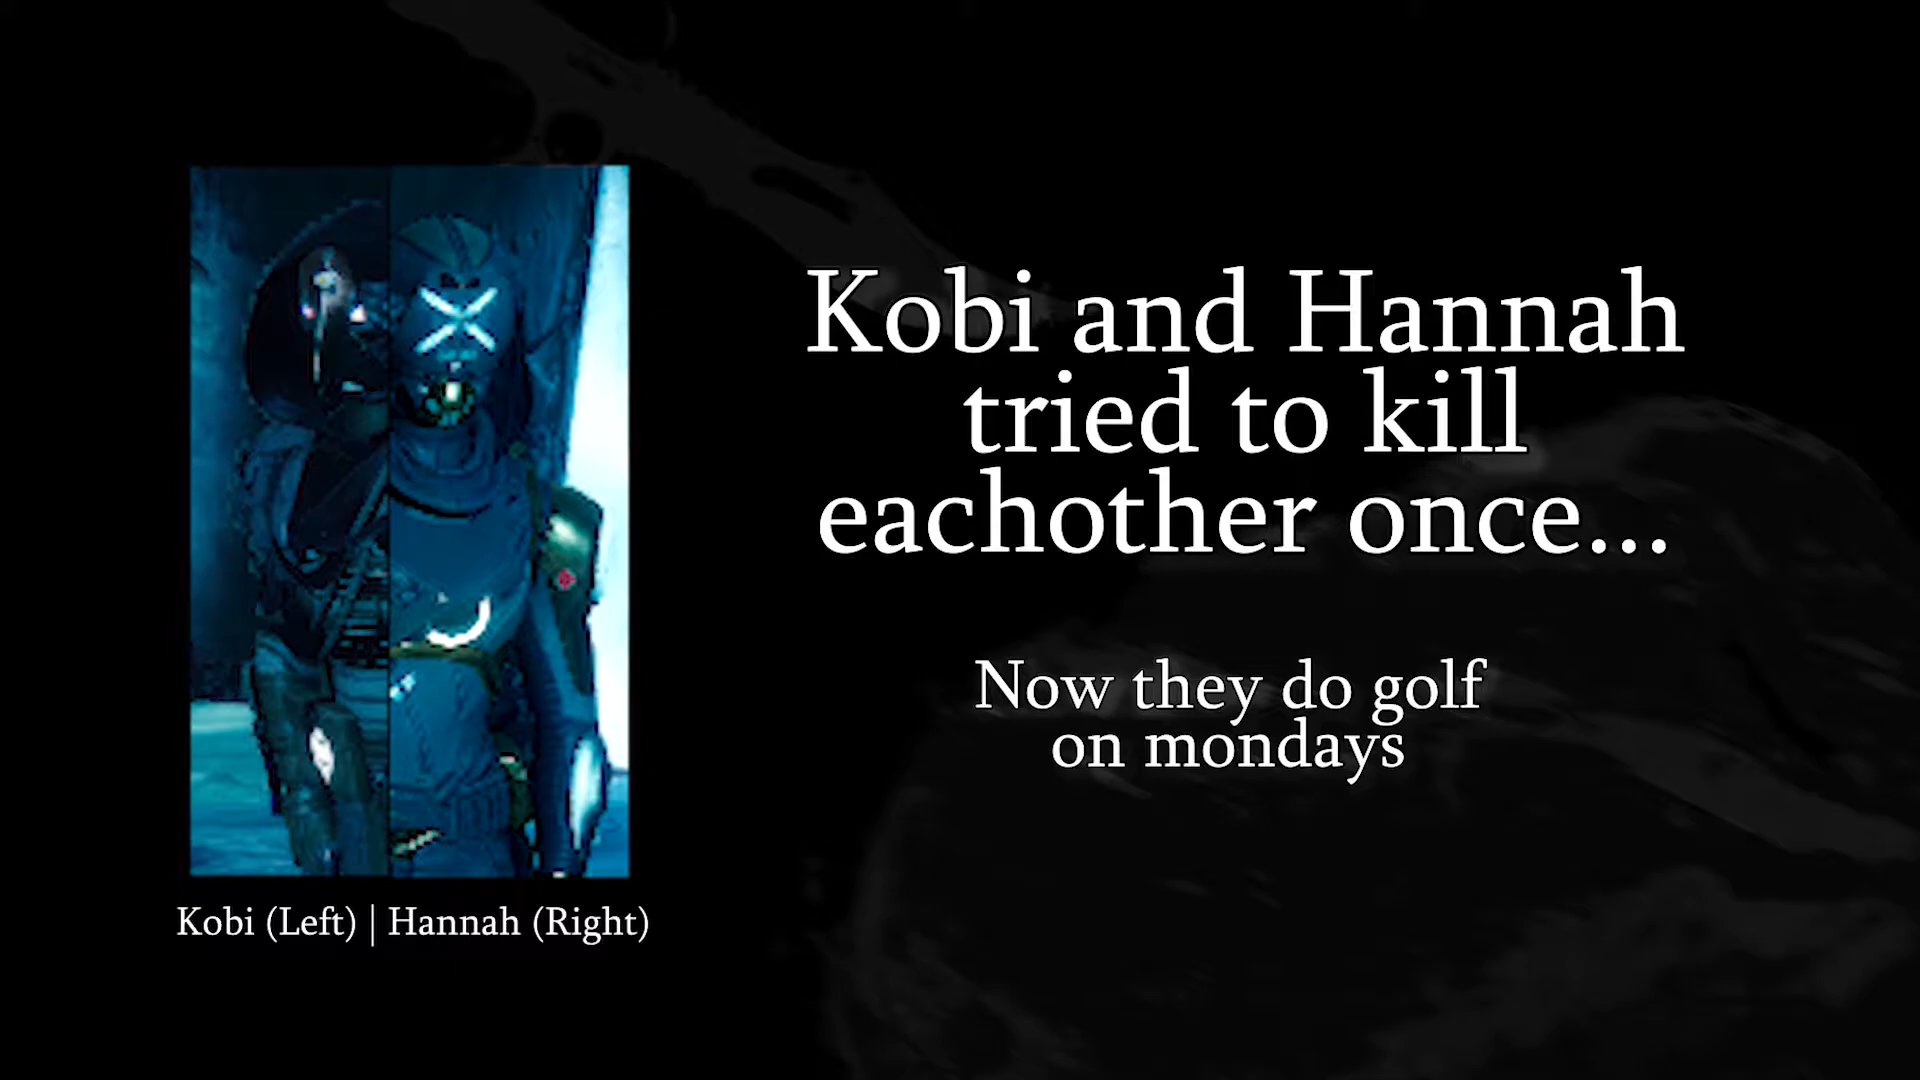 Kobi and Hannah
tried to kill
eachother once...
Now they do golf
on mondays
Kobi (Left) | Hannah (Right)